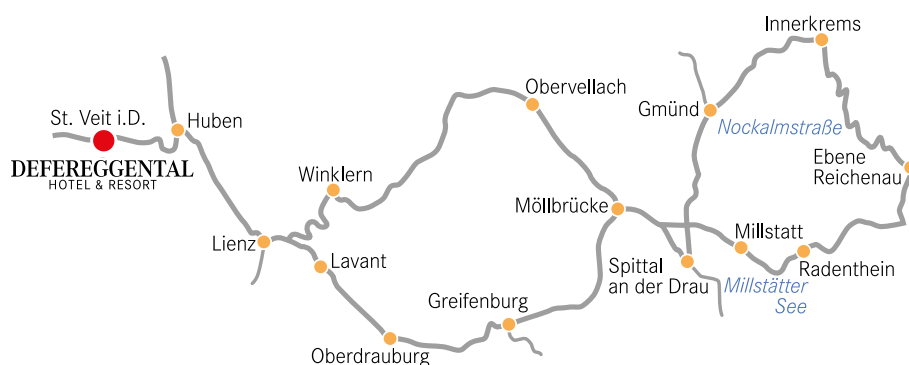 Innerkrems
Obervellach
Gmünd
St. Veit i.D.
Huben
Nockalmstraße
DEFEREGGENTAL
HOTEL & RESORT
Ebene
Reichenau
Winklern
Möllbrücke
Millstatt
Lienz
Lavant
Spittal
an der Drau
Radenthein
Millstätter
See
Greifenburg
Oberdrauburg